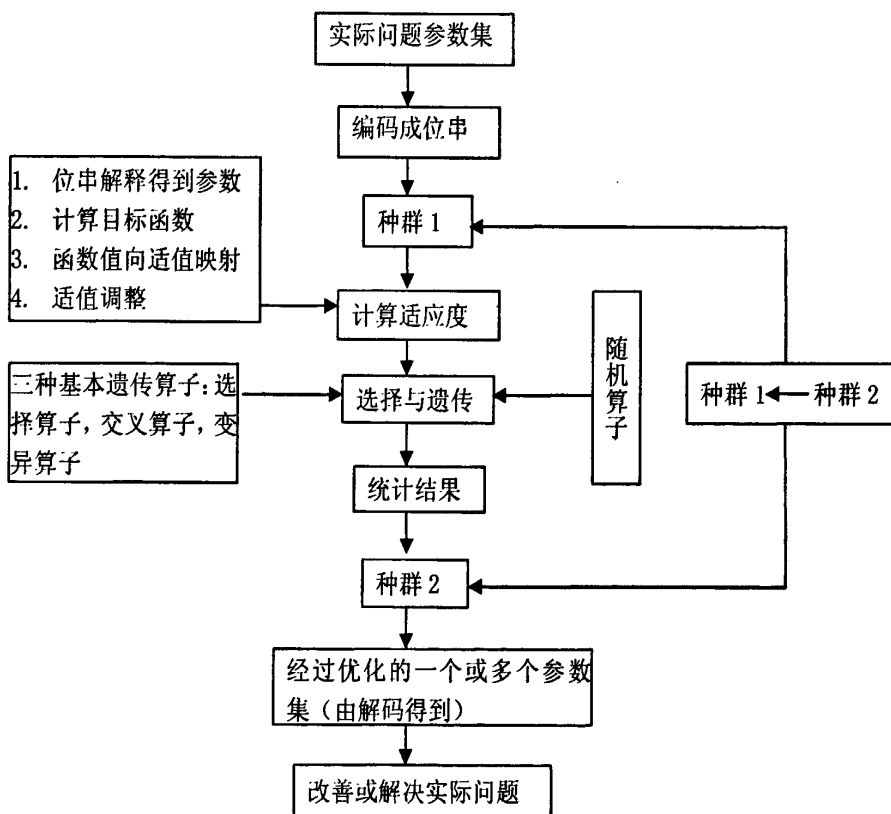 实际问题参数集
编码成位串
1. 位串解释得到参数
2. 计算目标函数
3. 函数值向适值映射
4. 适值调整
种群1
计算适应度
随机算子
三种基本遗传算子：选
择算子，交叉算子，变
异算子
选择与遗传
种群1 种群2
统计结果
种群2
经过优化的一个或多个参数
集（由解码得到）
改善或解决实际问题